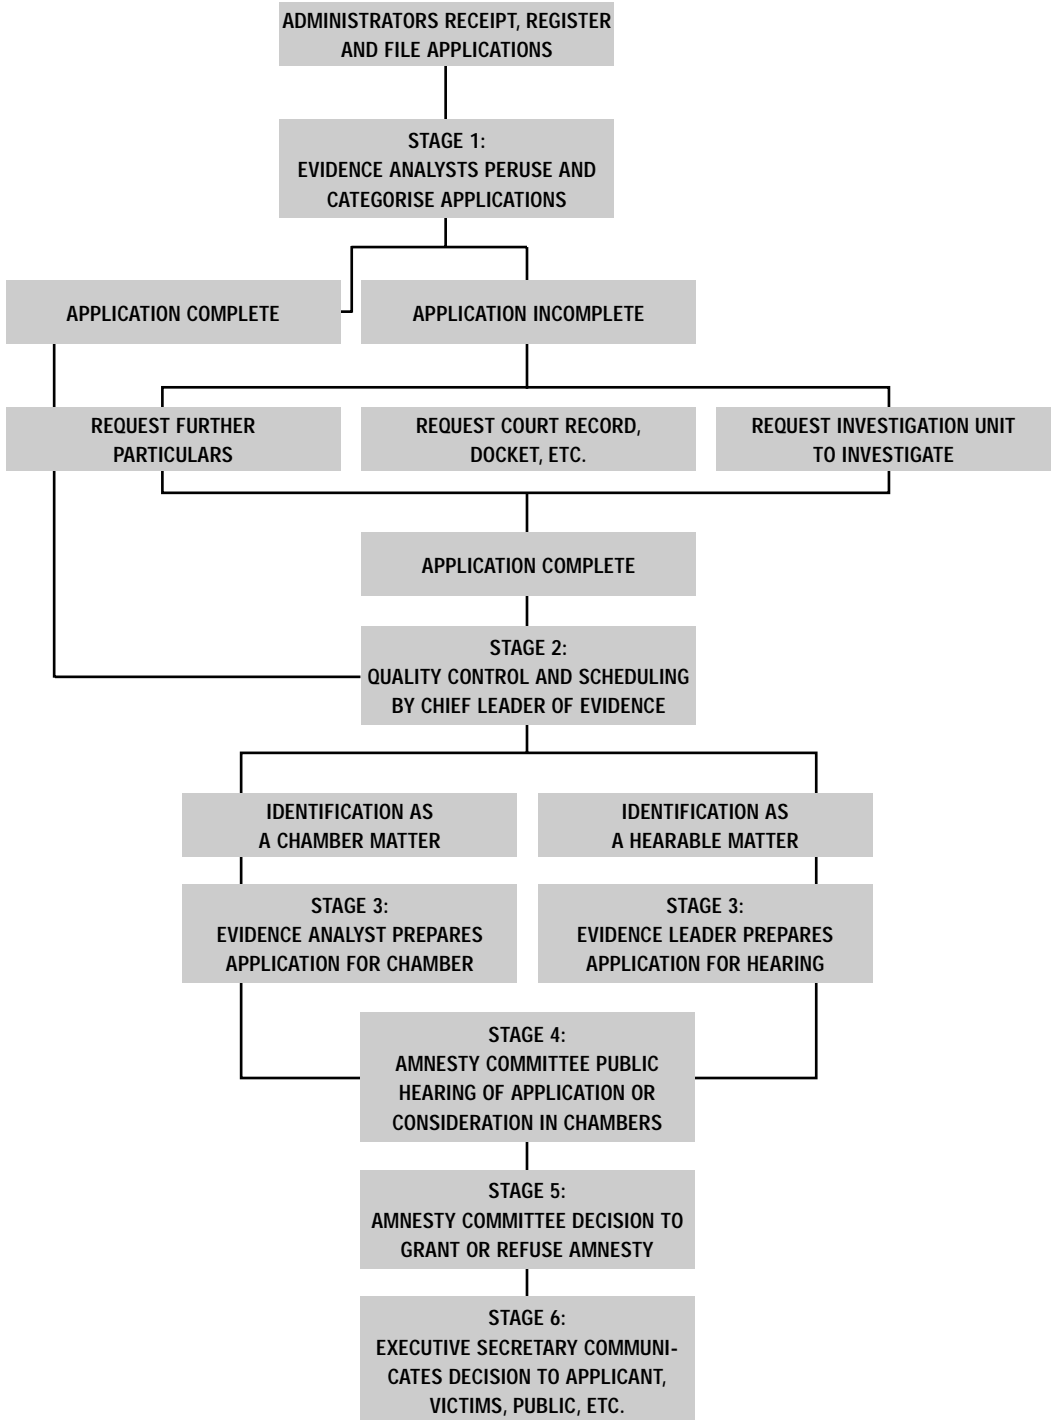 ADMINISTRATORS RECEIPT, REGISTER
AND FILE APPLICATIONS
STAGE 1:
EVIDENCE ANALYSTS PERUSE AND
CATEGORISE APPLICATIONS
APPLICATION COMPLETE
APPLICATION INCOMPLETE
REQUEST FURTHER
PARTICULARS
REQUEST COURT RECORD,
DOCKET, ETC.
REQUEST INVESTIGATION UNIT
TO INVESTIGATE
APPLICATION COMPLETE
STAGE 2:
QUALITY CONTROL AND SCHEDULING
BY CHIEF LEADER OF EVIDENCE
IDENTIFICATION AS
A CHAMBER MATTER
IDENTIFICATION AS
A HEARABLE MATTER
STAGE 3:
EVIDENCE ANALYST PREPARES
APPLICATION FOR CHAMBER
STAGE 3:
EVIDENCE LEADER PREPARES
APPLICATION FOR HEARING
STAGE 4:
AMNESTY COMMITTEE PUBLIC
HEARING OF APPLICATION OR
CONSIDERATION IN CHAMBERS
STAGE 5:
AMNESTY COMMITTEE DECISION TO
GRANT OR REFUSE AMNESTY
STAGE 6:
EXECUTIVE SECRETARY COMMUNI-
CATES DECISION TO APPLICANT,
VICTIMS, PUBLIC, ETC.